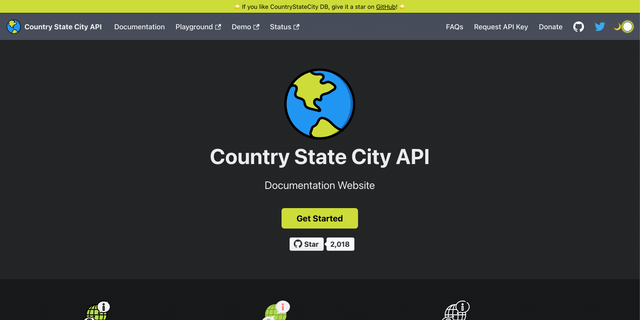 ⭐️ If you like CountryStateCity DB, give it a star on GitHub! ⭐️
Country State City API Documentation Playground Demo Status FAQs Request API Key Donate
Country State City API
Documentation Website
Get Started
Star 2,018